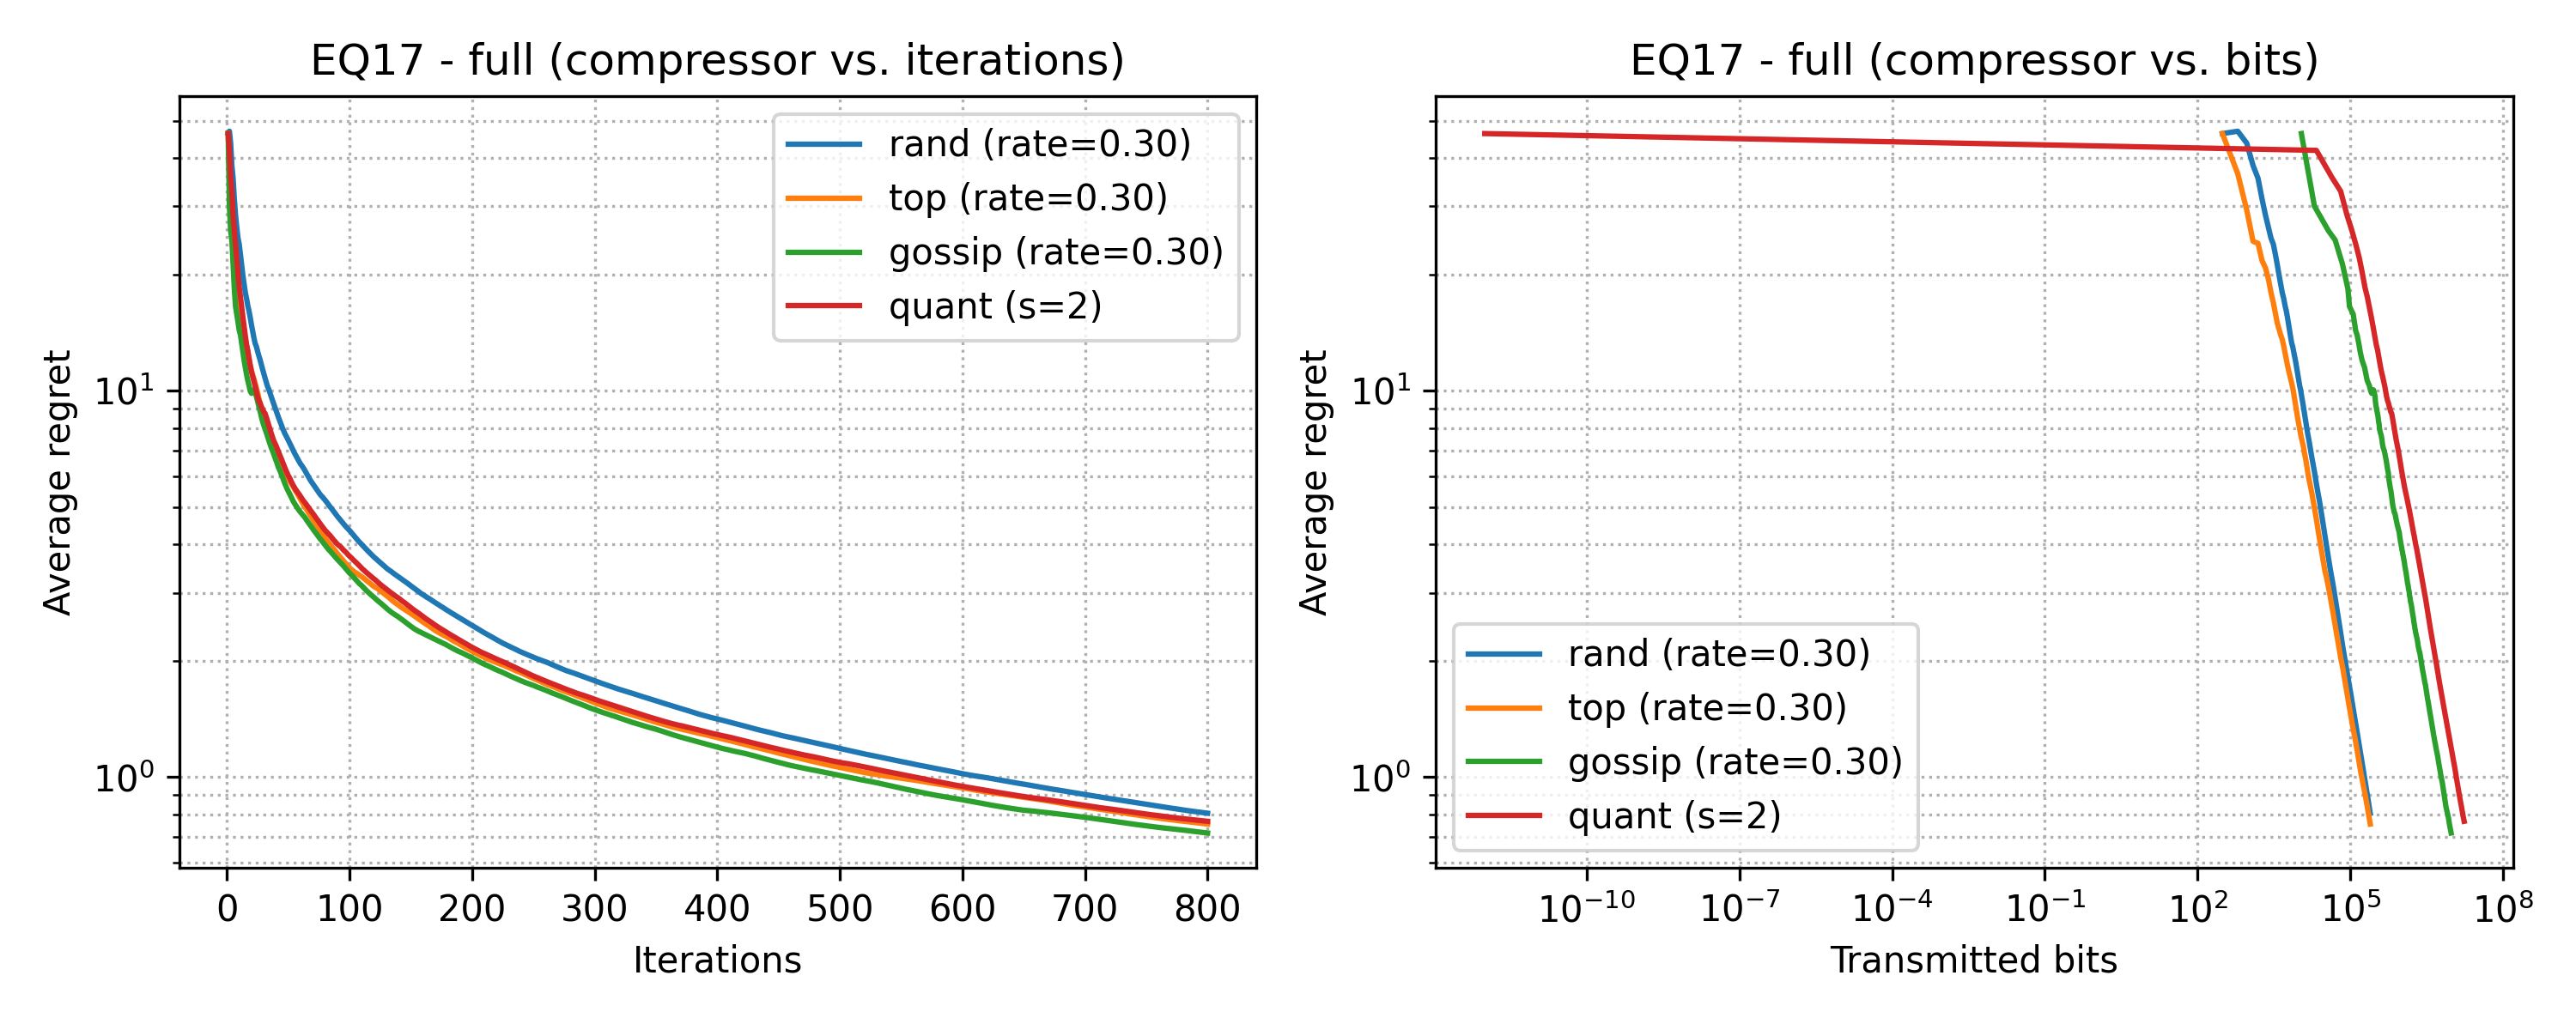 EQ17 - full (compressor vs. iterations)
Average regret
10¹
10⁰
rand (rate=0.30)
top (rate=0.30)
gossip (rate=0.30)
quant (s=2)
0 100 200 300 400 500 600 700 800
Iterations
EQ17 - full (compressor vs. bits)
Average regret
10¹
10⁰
rand (rate=0.30)
top (rate=0.30)
gossip (rate=0.30)
quant (s=2)
10⁻¹⁰ 10⁻⁷ 10⁻⁴ 10⁻¹ 10² 10⁵ 10⁸
Transmitted bits